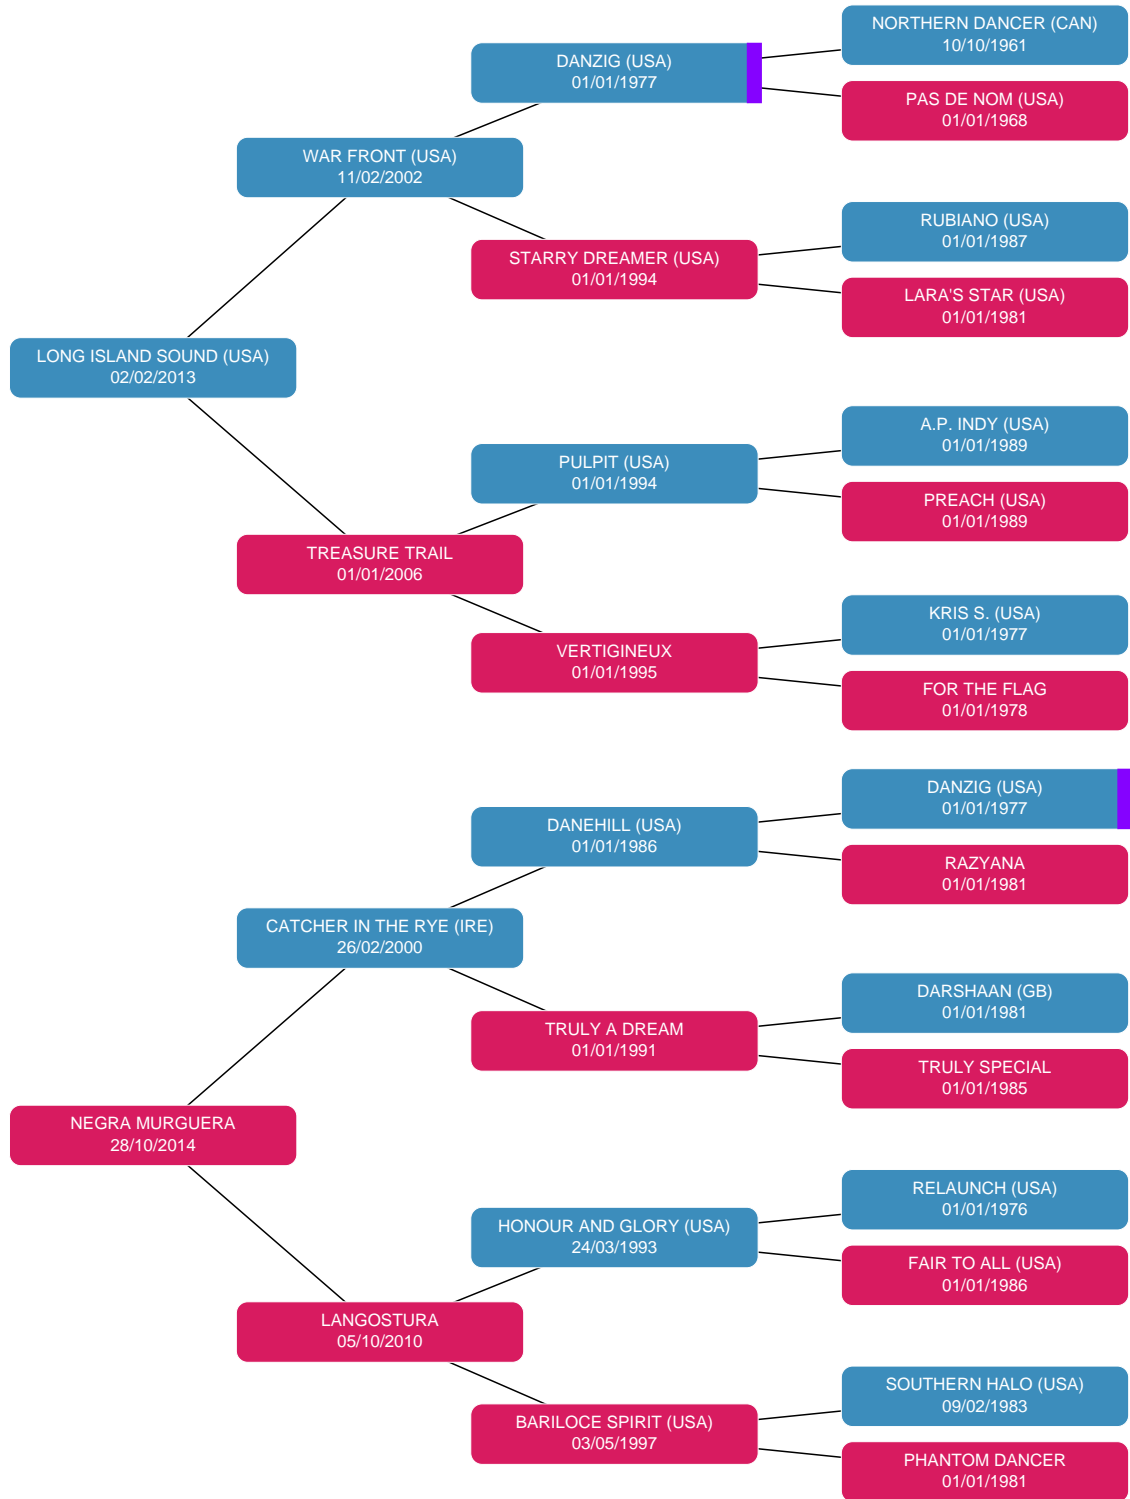 NORTHERN DANCER (CAN)
10/10/1961
DANZIG (USA)
01/01/1977
PAS DE NOM (USA)
01/01/1968
WAR FRONT (USA)
11/02/2002
RUBIANO (USA)
01/01/1987
STARRY DREAMER (USA)
01/01/1994
LARA'S STAR (USA)
01/01/1981
LONG ISLAND SOUND (USA)
02/02/2013
A.P. INDY (USA)
01/01/1989
PULPIT (USA)
01/01/1994
PREACH (USA)
01/01/1989
TREASURE TRAIL
01/01/2006
KRIS S. (USA)
01/01/1977
VERTIGINEUX
01/01/1995
FOR THE FLAG
01/01/1978
DANZIG (USA)
01/01/1977
DANEHILL (USA)
01/01/1986
RAZYANA
01/01/1981
CATCHER IN THE RYE (IRE)
26/02/2000
DARSHAAN (GB)
01/01/1981
TRULY A DREAM
01/01/1991
TRULY SPECIAL
01/01/1985
NEGRA MURGUERA
28/10/2014
RELAUNCH (USA)
01/01/1976
HONOUR AND GLORY (USA)
24/03/1993
FAIR TO ALL (USA)
01/01/1986
LANGOSTURA
05/10/2010
SOUTHERN HALO (USA)
09/02/1983
BARILOCE SPIRIT (USA)
03/05/1997
PHANTOM DANCER
01/01/1981